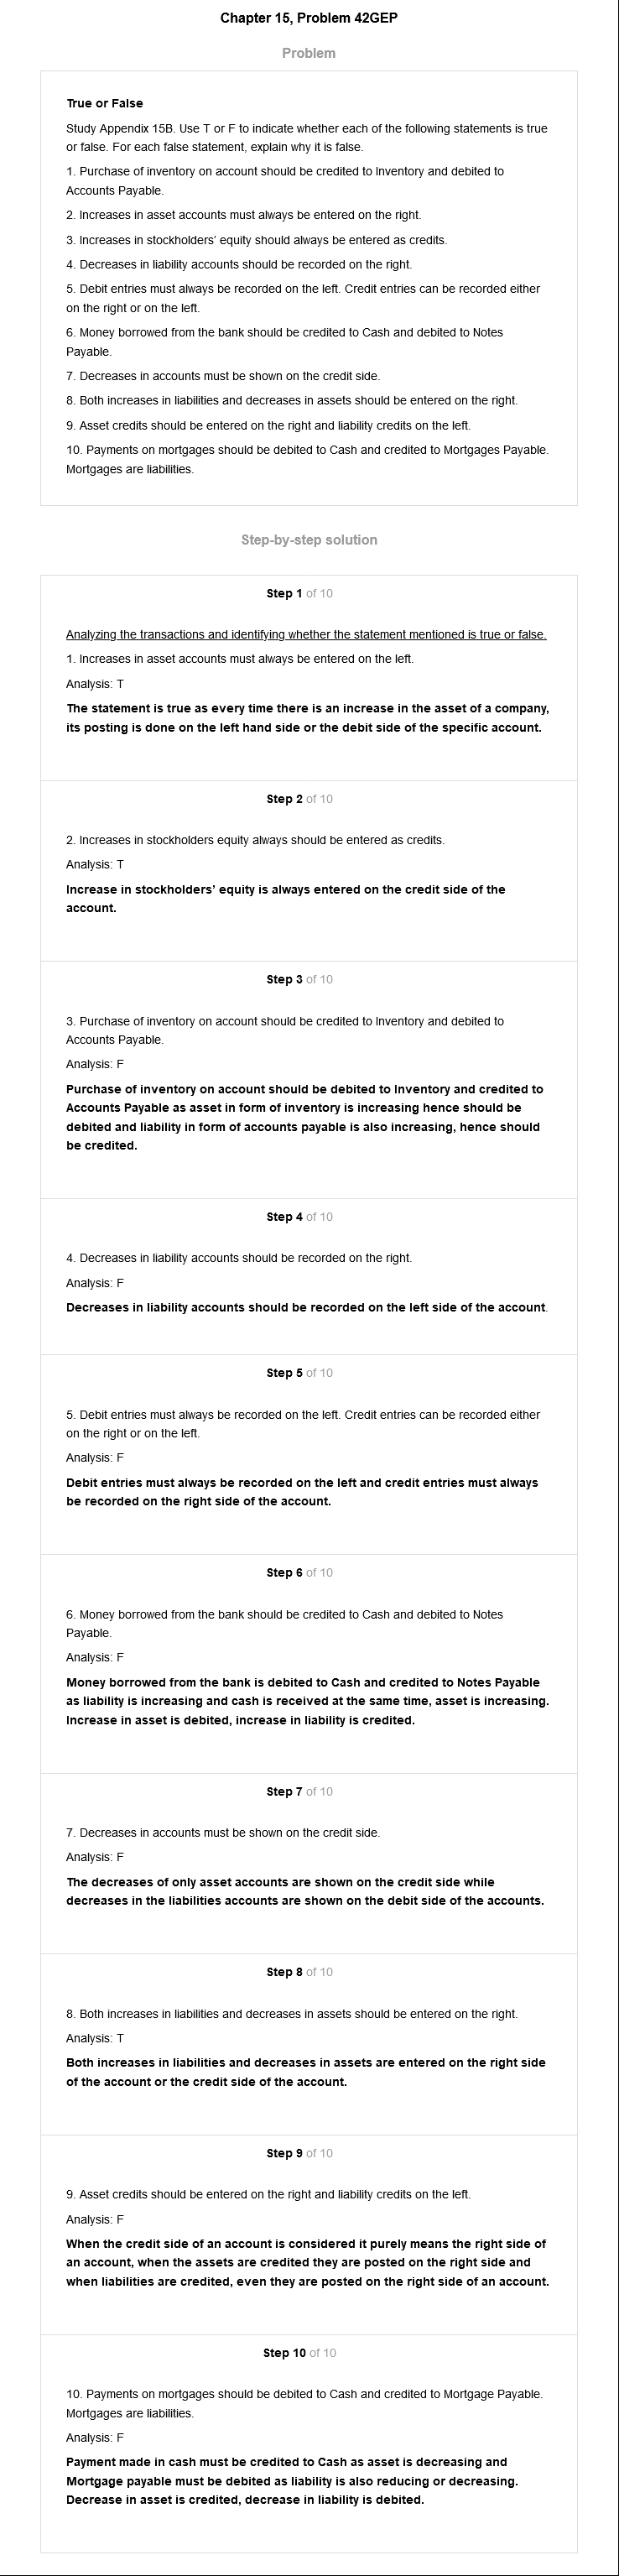 Chapter 15, Problem 42GEP
Problem
True or False
Study Appendix 15B. Use T or F to indicate whether each of the following statements is true
or false. For each false statement, explain why it is false.
1. Purchase of inventory on account should be credited to Inventory and debited to
Accounts Payable.
2. Increases in asset accounts must always be entered on the right.
3. Increases in stockholders' equity should always be entered as credits.
4. Decreases in liability accounts should be recorded on the right.
5. Debit entries must always be recorded on the left. Credit entries can be recorded either
on the right or on the left.
6. Money borrowed from the bank should be credited to Cash and debited to Notes
Payable.
7. Decreases in accounts must be shown on the credit side.
8. Both increases in liabilities and decreases in assets should be entered on the right.
9. Asset credits should be entered on the right and liability credits on the left.
10. Payments on mortgages should be debited to Cash and credited to Mortgages Payable.
Mortgages are liabilities.
Step-by-step solution
Step 1 of 10
Analyzing the transactions and identifying whether the statement mentioned is true or false.
1. Increases in asset accounts must always be entered on the left.
Analysis: T
The statement is true as every time there is an increase in the asset of a company,
its posting is done on the left hand side or the debit side of the specific account.
Step 2 of 10
2. Increases in stockholders equity always should be entered as credits.
Analysis: T
Increase in stockholders' equity is always entered on the credit side of the
account.
Step 3 of 10
3. Purchase of inventory on account should be credited to Inventory and debited to
Accounts Payable.
Analysis: F
Purchase of inventory on account should be debited to Inventory and credited to
Accounts Payable as asset in form of inventory is increasing hence should be
debited and liability in form of accounts payable is also increasing, hence should
be credited.
Step 4 of 10
4. Decreases in liability accounts should be recorded on the right.
Analysis: F
Decreases in liability accounts should be recorded on the left side of the account.
Step 5 of 10
5. Debit entries must always be recorded on the left. Credit entries can be recorded either
on the right or on the left.
Analysis: F
Debit entries must always be recorded on the left and credit entries must always
be recorded on the right side of the account.
Step 6 of 10
6. Money borrowed from the bank should be credited to Cash and debited to Notes
Payable.
Analysis: F
Money borrowed from the bank is debited to Cash and credited to Notes Payable
as liability is increasing and cash is received at the same time, asset is increasing.
Increase in asset is debited, increase in liability is credited.
Step 7 of 10
7. Decreases in accounts must be shown on the credit side.
Analysis: F
The decreases of only asset accounts are shown on the credit side while
decreases in the liabilities accounts are shown on the debit side of the accounts.
Step 8 of 10
8. Both increases in liabilities and decreases in assets should be entered on the right.
Analysis: T
Both increases in liabilities and decreases in assets are entered on the right side
of the account or the credit side of the account.
Step 9 of 10
9. Asset credits should be entered on the right and liability credits on the left.
Analysis: F
When the credit side of an account is considered it purely means the right side of
an account, when the assets are credited they are posted on the right side and
when liabilities are credited, even they are posted on the right side of an account.
Step 10 of 10
10. Payments on mortgages should be debited to Cash and credited to Mortgage Payable.
Mortgages are liabilities.
Analysis: F
Payment made in cash must be credited to Cash as asset is decreasing and
Mortgage payable must be debited as liability is also reducing or decreasing.
Decrease in asset is credited, decrease in liability is debited.